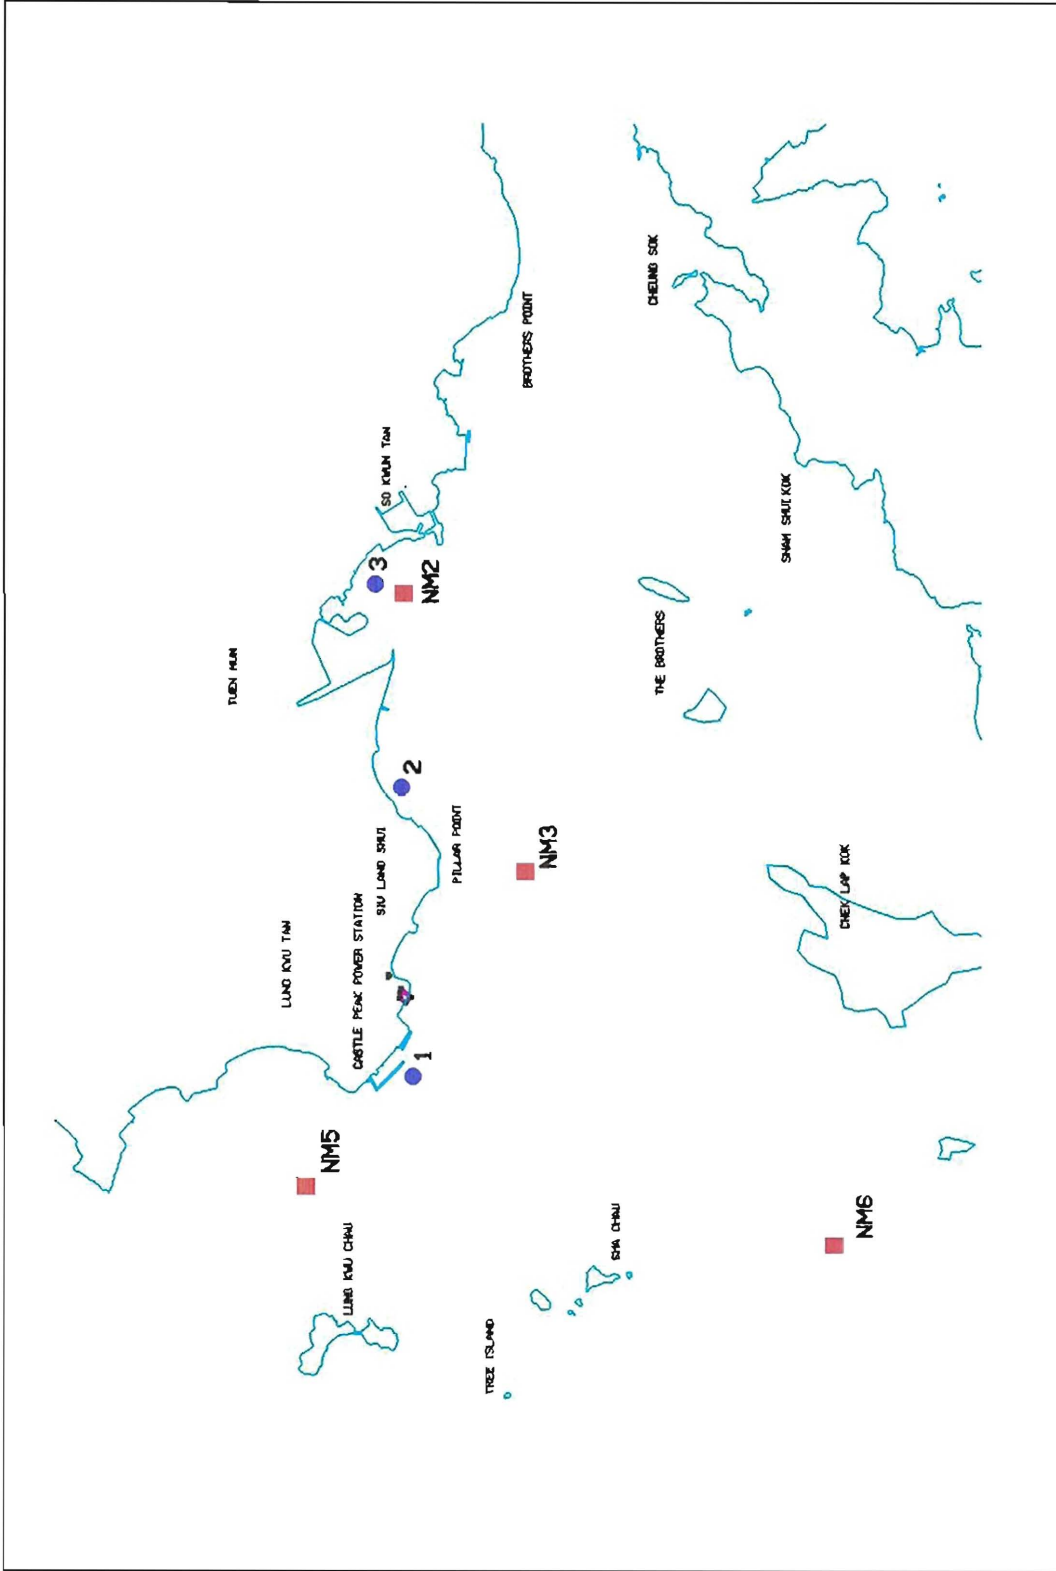 TUEN MUN
LUNG KWU TAN
NM5
LUNG KWU CHAU
CASTLE PEAK POWER STATION
3
SIU LANG SHUI
SO KWUN TAN
2
1
NM2
PILLAR POINT
TREE ISLAND
BROTHERS POINT
NM3
SHA CHAU
CHEUNG SOK
THE BROTHERS
SHAM SHUI KOK
CHEK LAP KOK
NM6